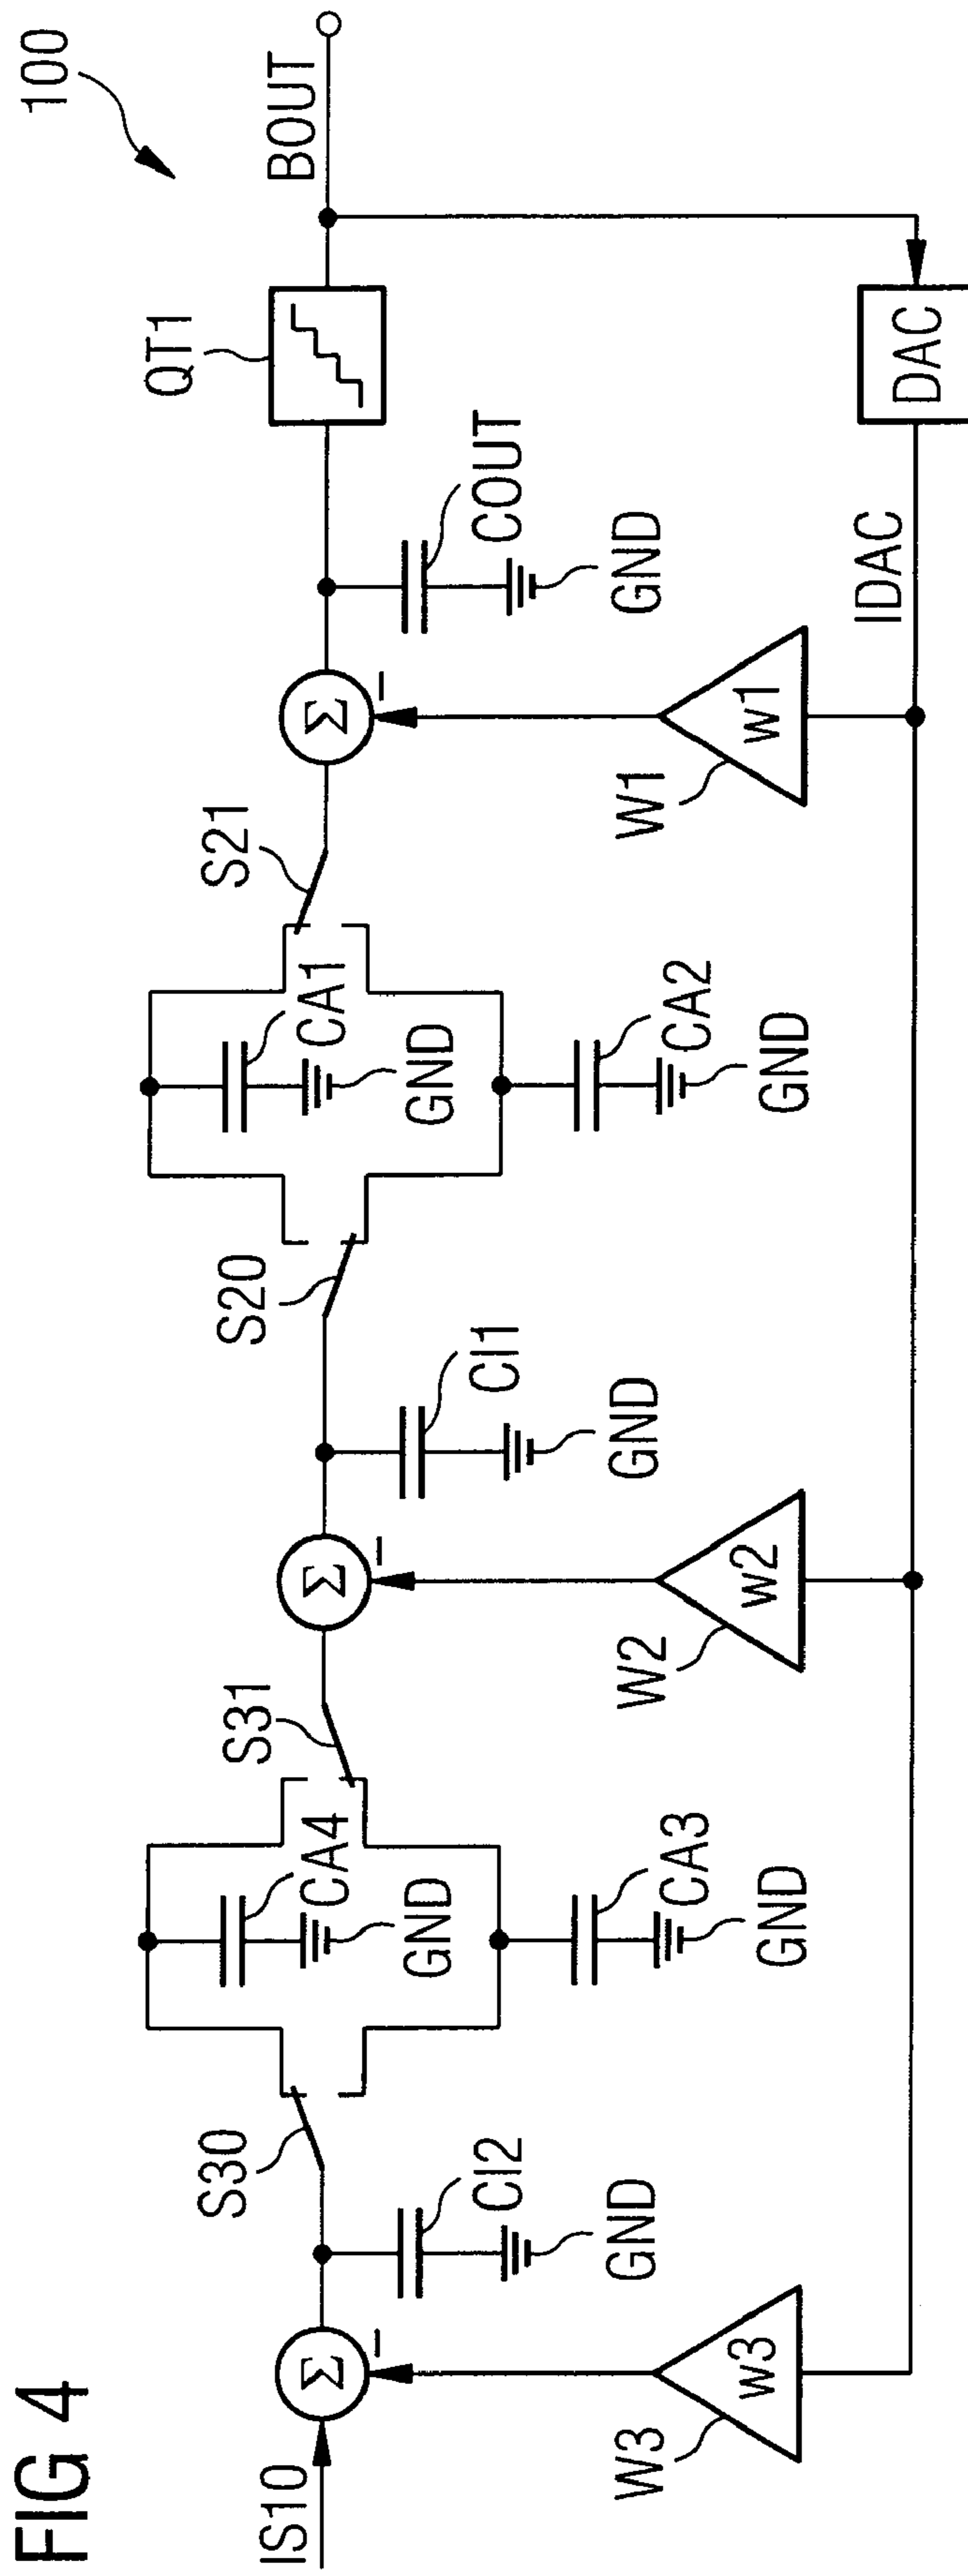 FIG 4
100
IS10
Σ
CI2
GND
S30
CA4
GND
CA3
GND
S31
Σ
CI1
GND
S20
CA1
GND
CA2
GND
S21
Σ
COUT
GND
QT1
BOUT
W3
w3
W2
w2
W1
w1
IDAC
DAC